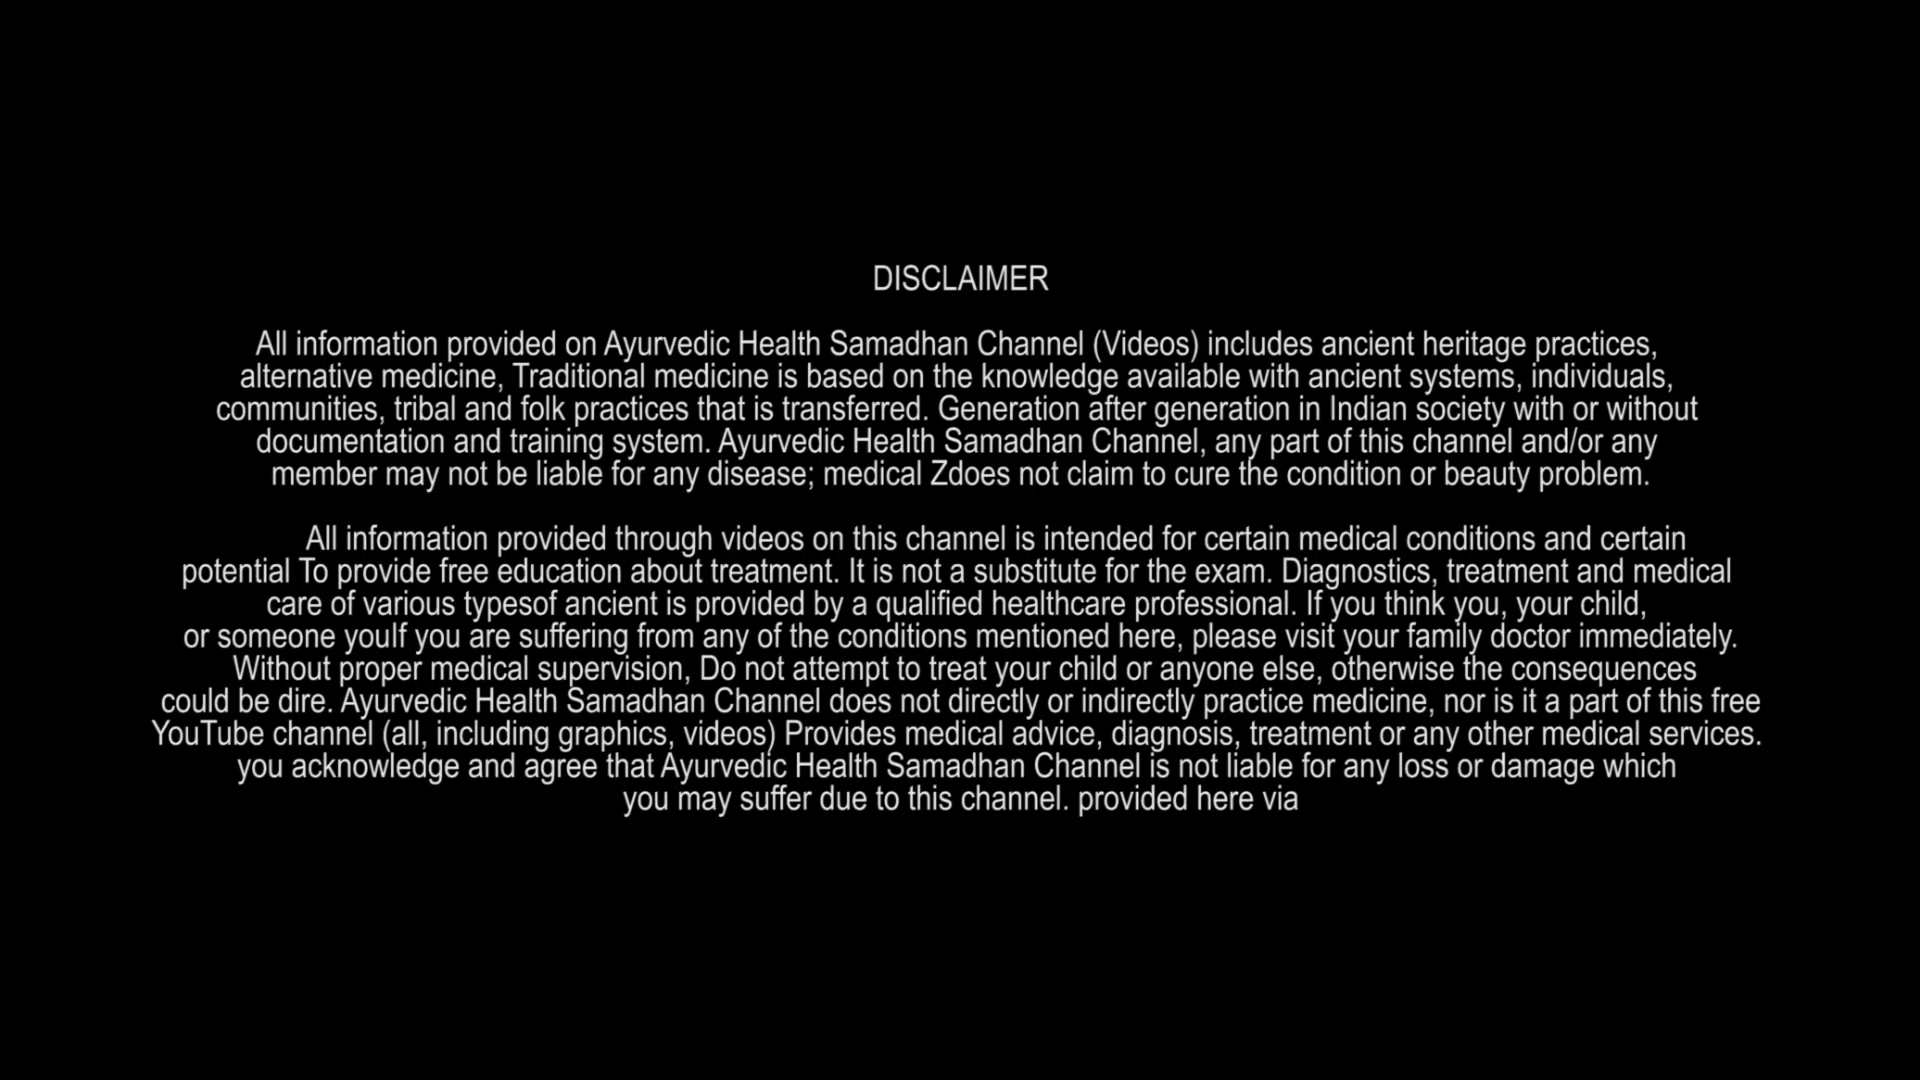 DISCLAIMER
All information provided on Ayurvedic Health Samadhan Channel (Videos) includes ancient heritage practices,
alternative medicine, Traditional medicine is based on the knowledge available with ancient systems, individuals,
communities, tribal and folk practices that is transferred. Generation after generation in Indian society with or without
documentation and training system. Ayurvedic Health Samadhan Channel, any part of this channel and/or any
member may not be liable for any disease; medical Zdoes not claim to cure the condition or beauty problem.
All information provided through videos on this channel is intended for certain medical conditions and certain
potential To provide free education about treatment. It is not a substitute for the exam. Diagnostics, treatment and medical
care of various typesof ancient is provided by a qualified healthcare professional. If you think you, your child,
or someone youIf you are suffering from any of the conditions mentioned here, please visit your family doctor immediately.
Without proper medical supervision, Do not attempt to treat your child or anyone else, otherwise the consequences
could be dire. Ayurvedic Health Samadhan Channel does not directly or indirectly practice medicine, nor is it a part of this free
YouTube channel (all, including graphics, videos) Provides medical advice, diagnosis, treatment or any other medical services.
you acknowledge and agree that Ayurvedic Health Samadhan Channel is not liable for any loss or damage which
you may suffer due to this channel. provided here via